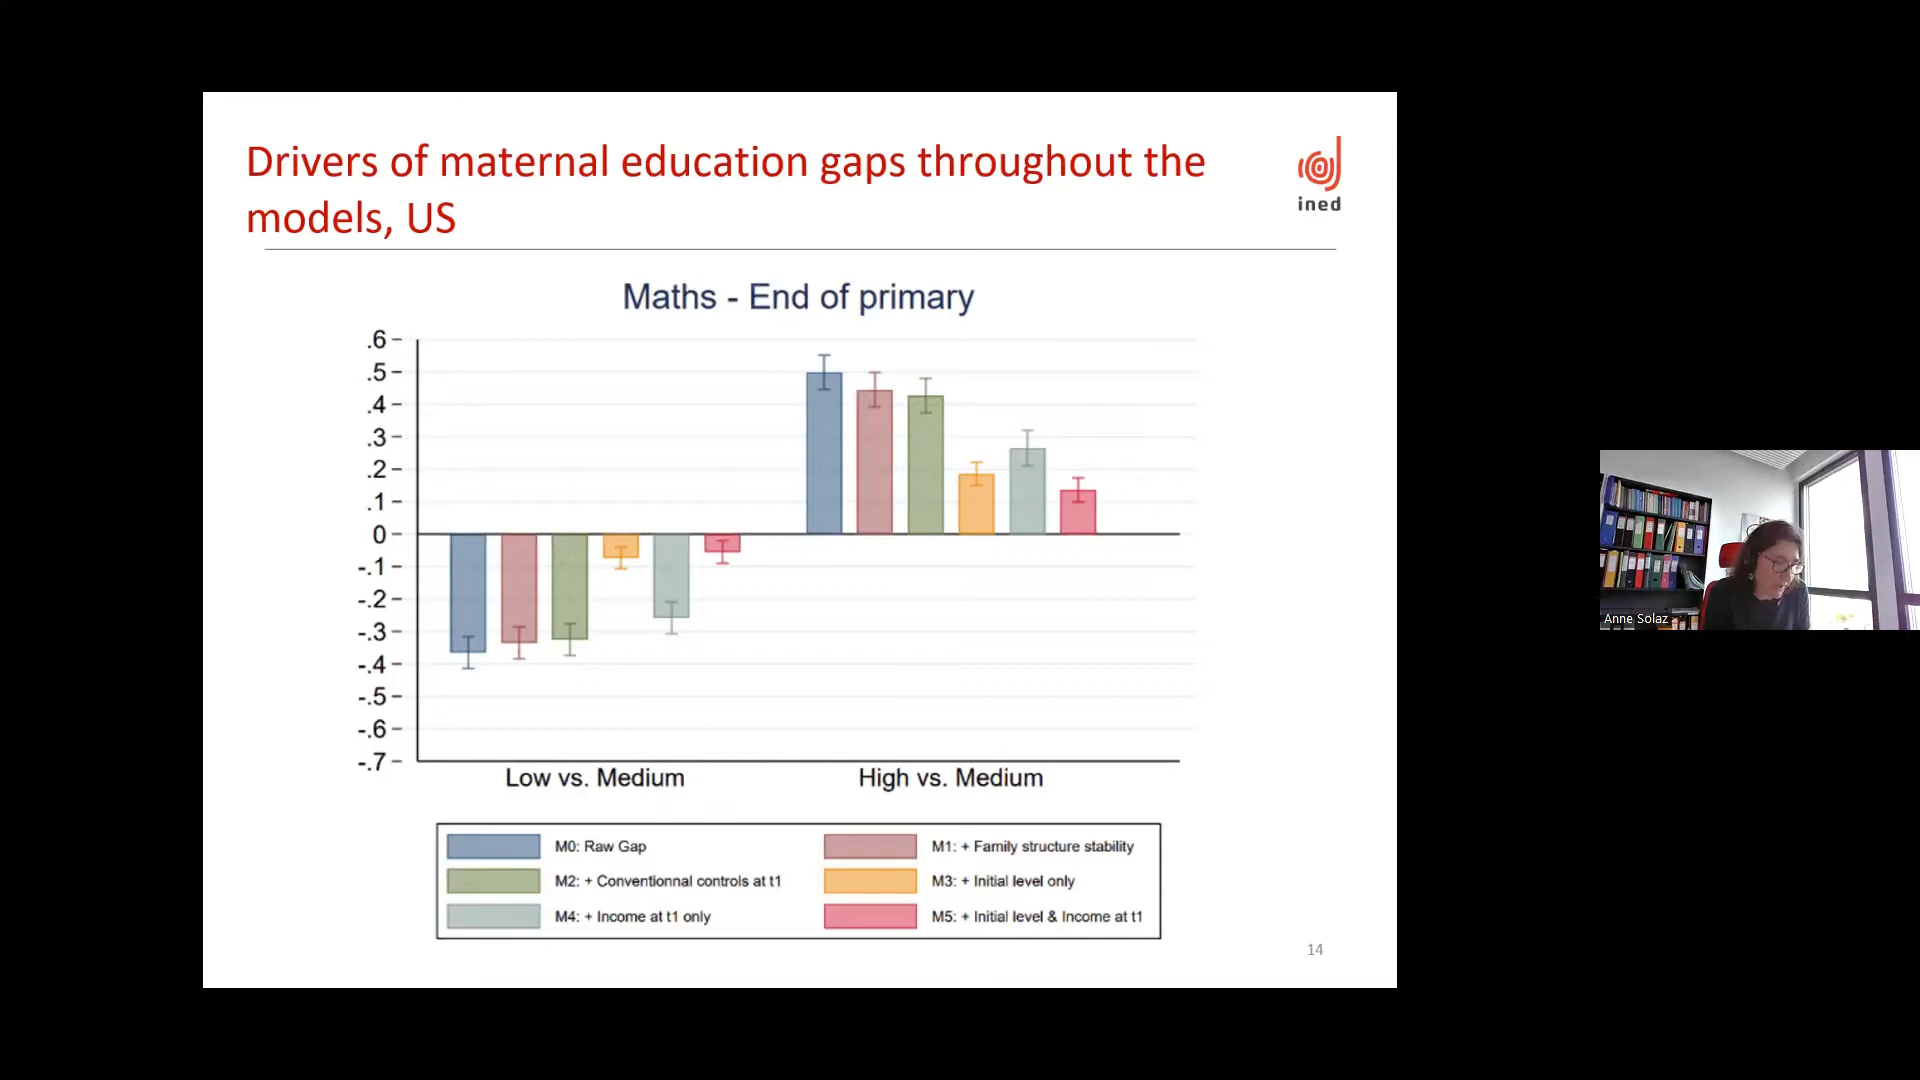 Drivers of maternal education gaps throughout the
models, US
ined
Maths - End of primary
.6
.5
.4
.3
.2
.1
0
-.1
-.2
-.3
-.4
-.5
-.6
-.7
Low vs. Medium
High vs. Medium
M0: Raw Gap
M1: + Family structure stability
M2: + Conventionnal controls at t1
M3: + Initial level only
M4: + Income at t1 only
M5: + Initial level & Income at t1
14
Anne Solaz